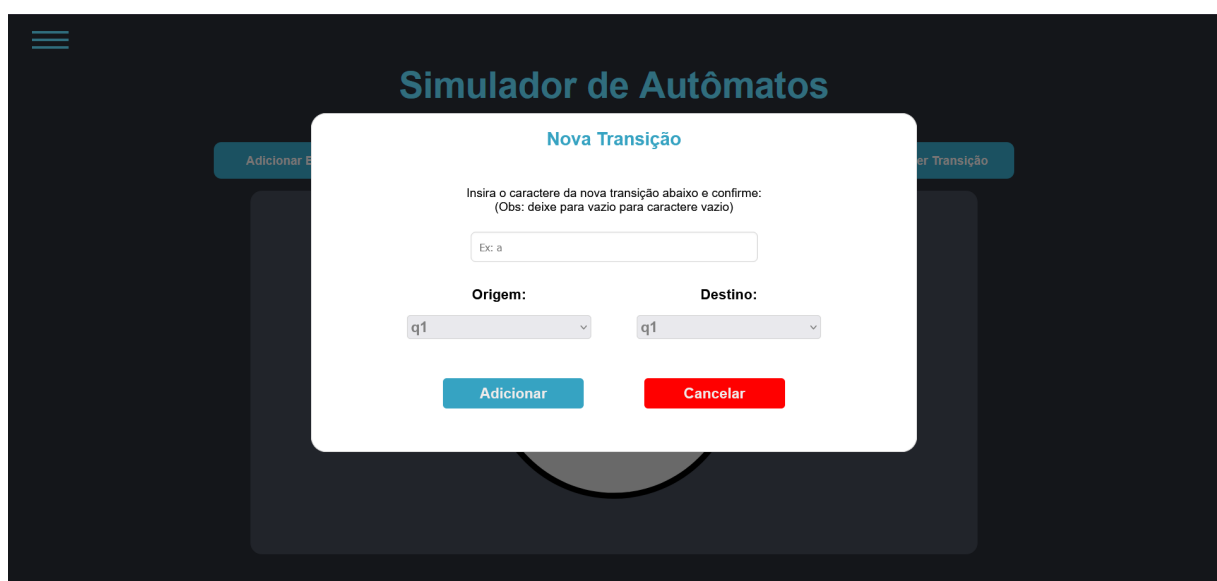 Simulador de Autômatos
Nova Transição
Adicionar
Transição
Insira o caractere da nova transição abaixo e confirme:
(Obs: deixe para vazio para caractere vazio)
Ex: a
Origem:
Destino:
q1
q1
Adicionar
Cancelar